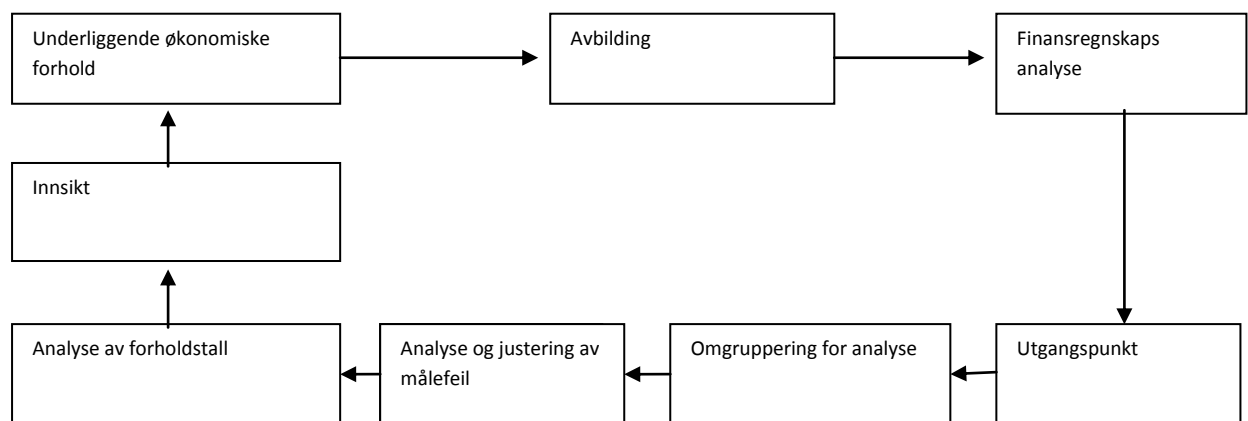 Underliggende økonomiske
forhold
Avbilding
Finansregnskaps
analyse
Innsikt
Analyse av forholdstall
Analyse og justering av
målefeil
Omgruppering for analyse
Utgangspunkt